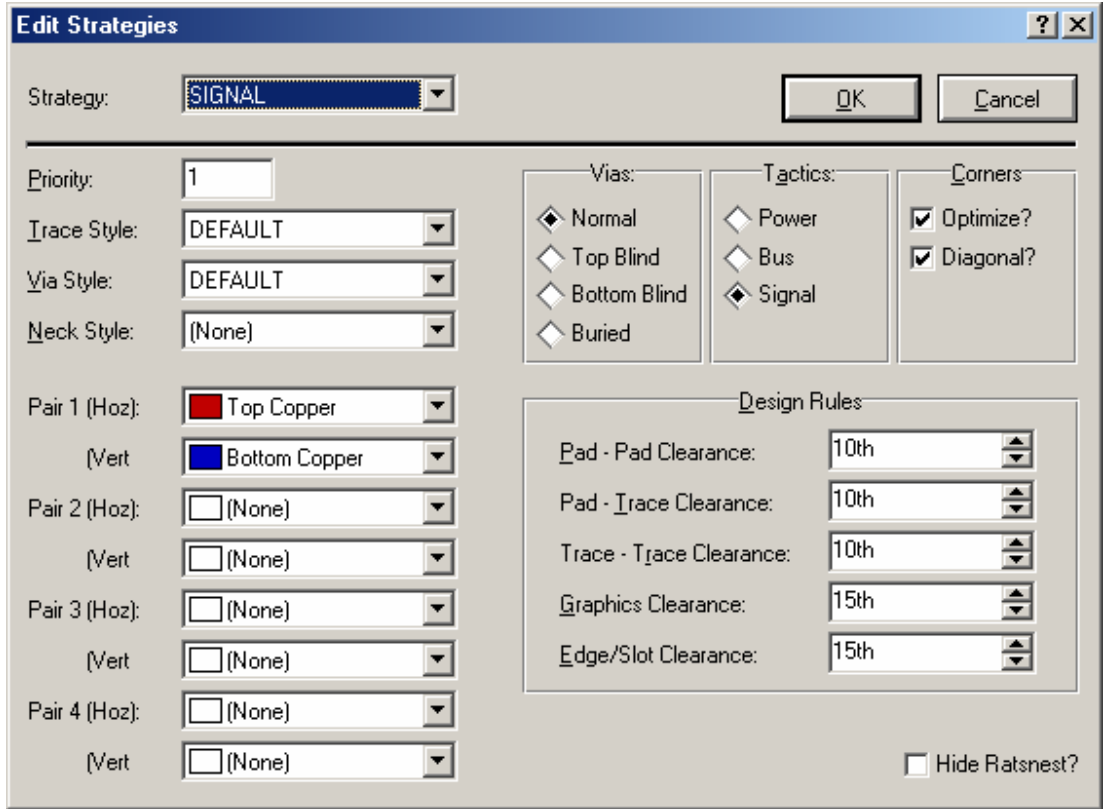 Edit Strategies
Strategy: SIGNAL OK Cancel
Priority: 1
Trace Style: DEFAULT
Via Style: DEFAULT
Neck Style: (None)
Vias:
Normal
Top Blind
Bottom Blind
Buried
Tactics:
Power
Bus
Signal
Corners
Optimize?
Diagonal?
Pair 1 (Hoz): Top Copper
(Vert Bottom Copper
Pair 2 (Hoz): (None)
(Vert (None)
Pair 3 (Hoz): (None)
(Vert (None)
Pair 4 (Hoz): (None)
(Vert (None)
Design Rules
Pad - Pad Clearance: 10th
Pad - Trace Clearance: 10th
Trace - Trace Clearance: 10th
Graphics Clearance: 15th
Edge/Slot Clearance: 15th
Hide Ratsnest?